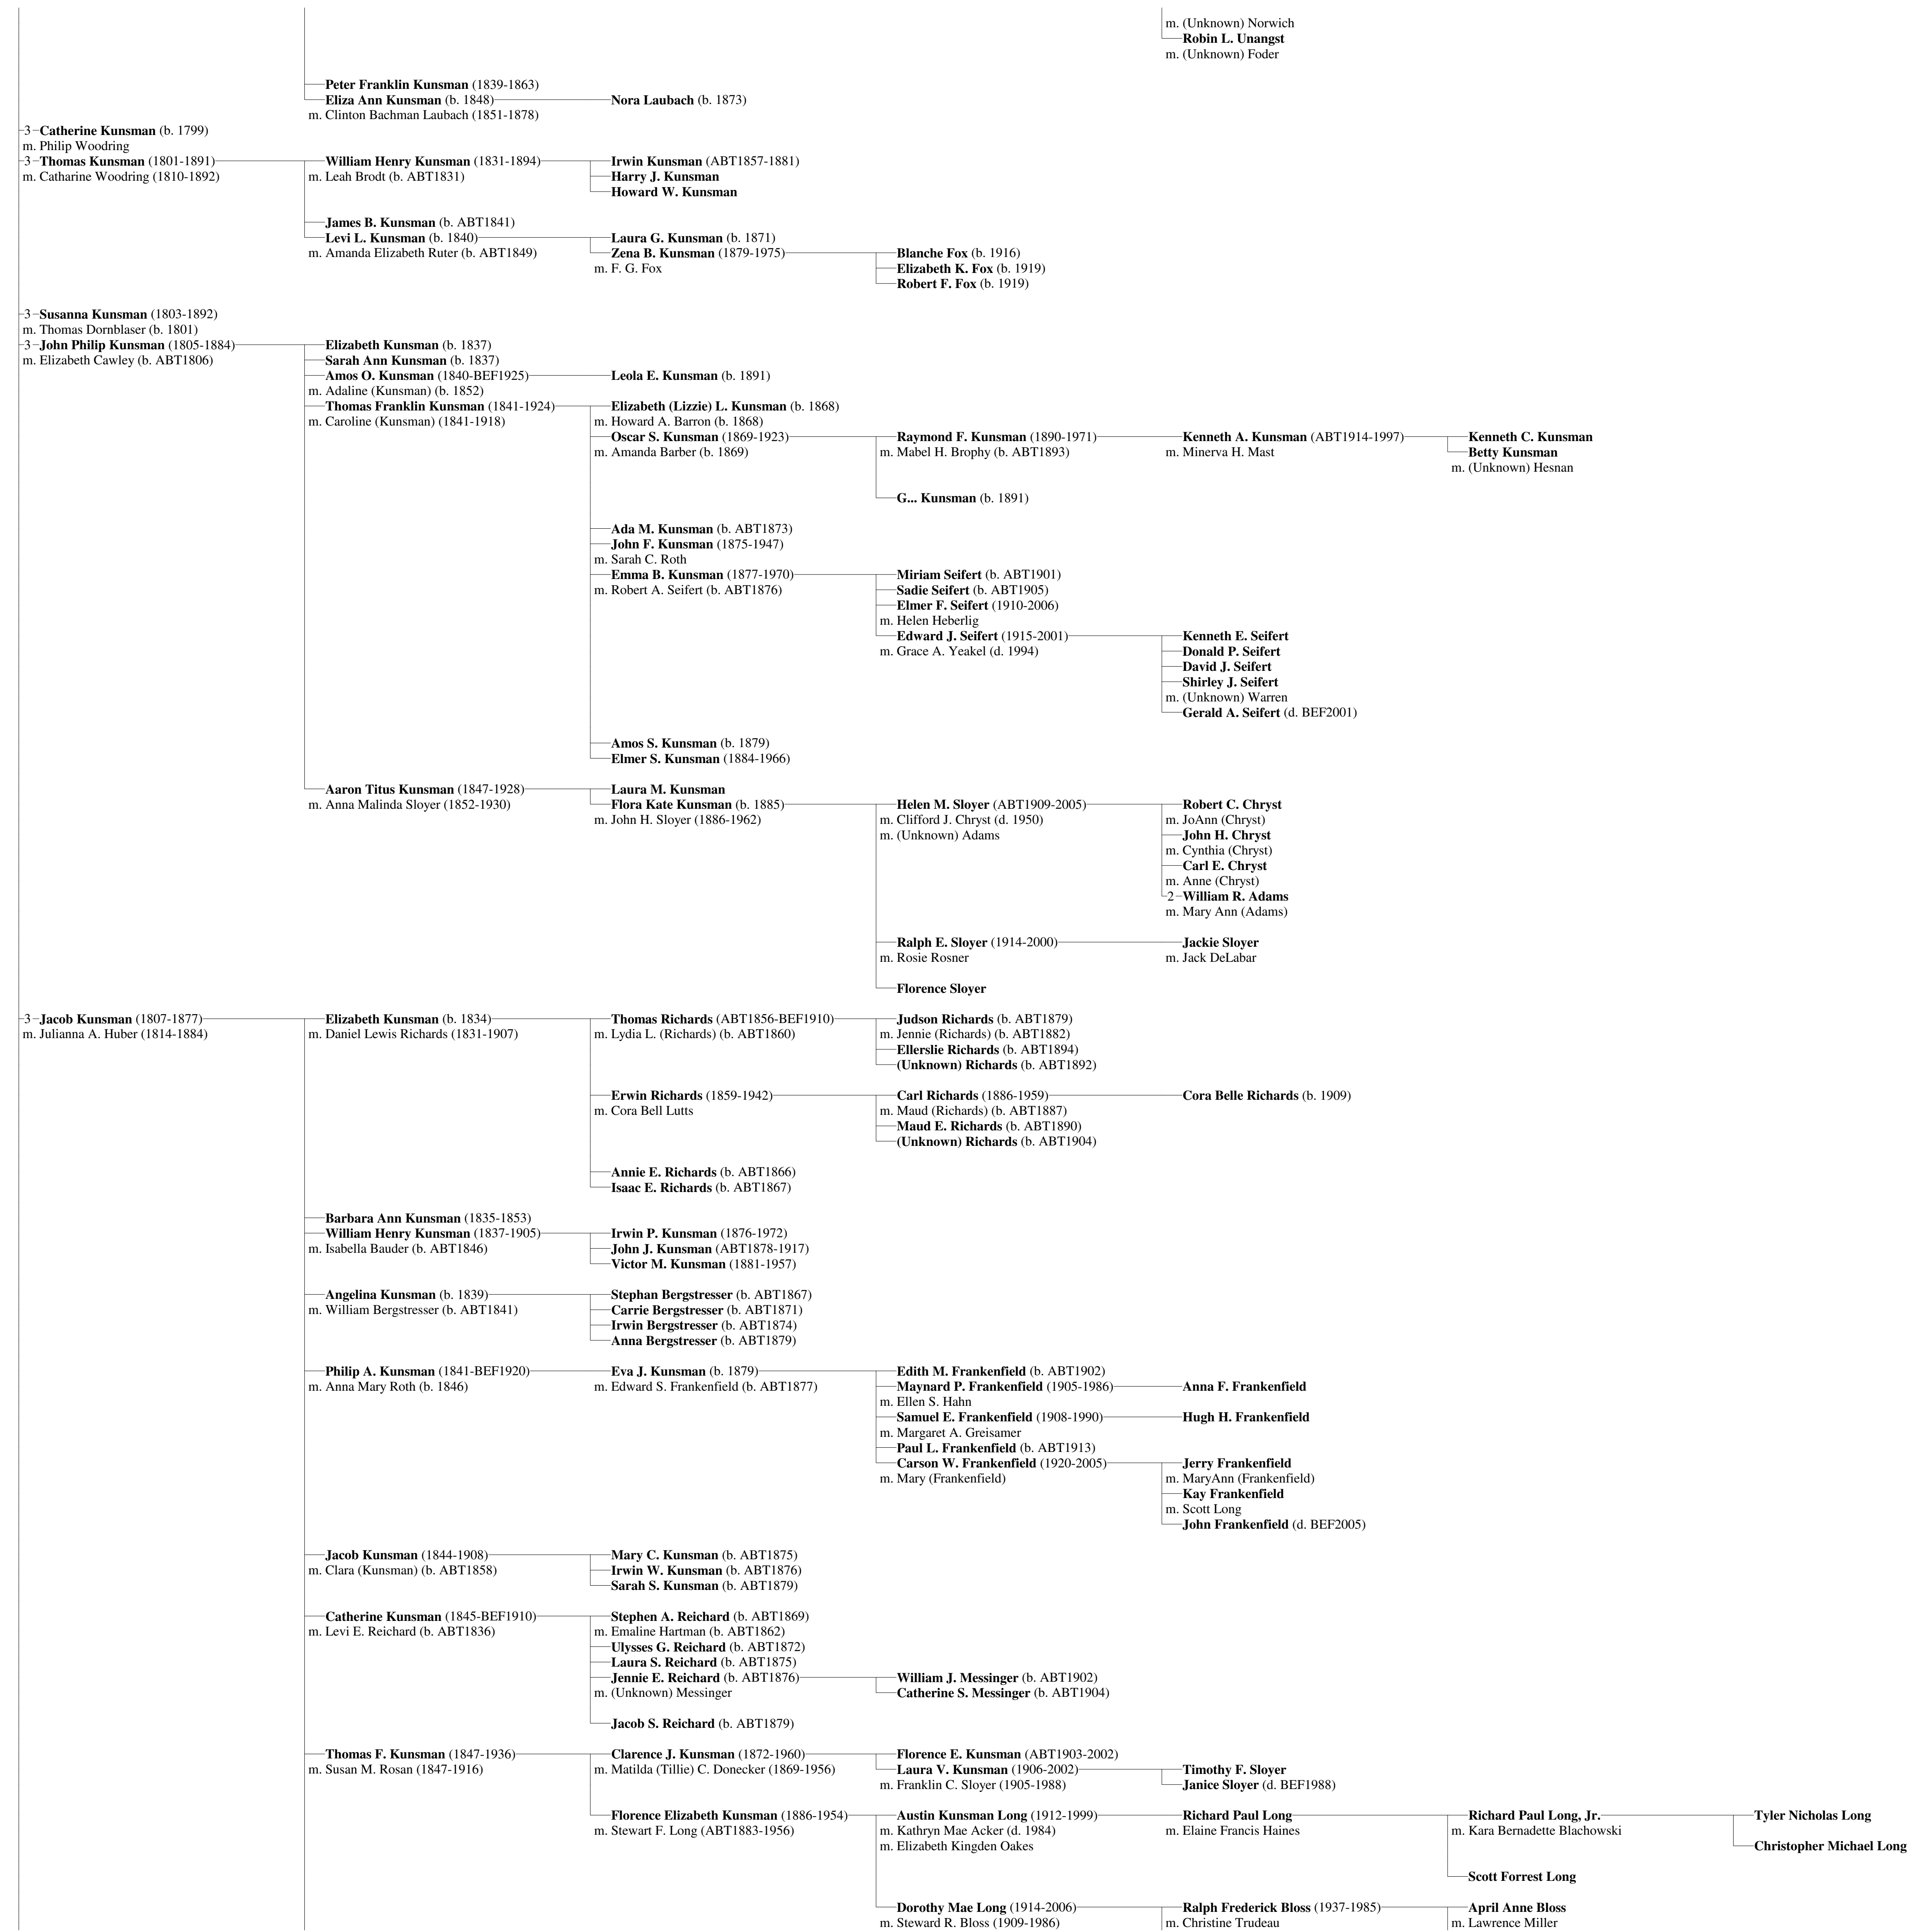 m. (Unknown) Norwich
Robin L. Unangst
m. (Unknown) Foder
Peter Franklin Kunsman (1839-1863)
Eliza Ann Kunsman (b. 1848) Nora Laubach (b. 1873)
m. Clinton Bachman Laubach (1851-1878)
3 Catherine Kunsman (b. 1799)
m. Philip Woodring
3 Thomas Kunsman (1801-1891) William Henry Kunsman (1831-1894) Irwin Kunsman (ABT1857-1881)
m. Catharine Woodring (1810-1892) m. Leah Brodt (b. ABT1831) Harry J. Kunsman
Howard W. Kunsman
James B. Kunsman (b. ABT1841)
Levi L. Kunsman (b. 1840) Laura G. Kunsman (b. 1871)
m. Amanda Elizabeth Ruter (b. ABT1849) Zena B. Kunsman (1879-1975) Blanche Fox (b. 1916)
m. F. G. Fox Elizabeth K. Fox (b. 1919)
Robert F. Fox (b. 1919)
3 Susanna Kunsman (1803-1892)
m. Thomas Dornblaser (b. 1801)
3 John Philip Kunsman (1805-1884) Elizabeth Kunsman (b. 1837)
m. Elizabeth Cawley (b. ABT1806) Sarah Ann Kunsman (b. 1837)
Amos O. Kunsman (1840-BEF1925) Leola E. Kunsman (b. 1891)
m. Adaline (Kunsman) (b. 1852)
Thomas Franklin Kunsman (1841-1924) Elizabeth (Lizzie) L. Kunsman (b. 1868)
m. Caroline (Kunsman) (1841-1918) m. Howard A. Barron (b. 1868)
Oscar S. Kunsman (1869-1923) Raymond F. Kunsman (1890-1971) Kenneth A. Kunsman (ABT1914-1997) Kenneth C. Kunsman
m. Amanda Barber (b. 1869) m. Mabel H. Brophy (b. ABT1893) m. Minerva H. Mast Betty Kunsman
m. (Unknown) Hesnan
G... Kunsman (b. 1891)
Ada M. Kunsman (b. ABT1873)
John F. Kunsman (1875-1947)
m. Sarah C. Roth
Emma B. Kunsman (1877-1970) Miriam Seifert (b. ABT1901)
m. Robert A. Seifert (b. ABT1876) Sadie Seifert (b. ABT1905)
Elmer F. Seifert (1910-2006)
m. Helen Heberlig
Edward J. Seifert (1915-2001) Kenneth E. Seifert
m. Grace A. Yeakel (d. 1994) Donald P. Seifert
David J. Seifert
Shirley J. Seifert
m. (Unknown) Warren
Gerald A. Seifert (d. BEF2001)
Amos S. Kunsman (b. 1879)
Elmer S. Kunsman (1884-1966)
Aaron Titus Kunsman (1847-1928) Laura M. Kunsman
m. Anna Malinda Sloyer (1852-1930) Flora Kate Kunsman (b. 1885) Helen M. Sloyer (ABT1909-2005) Robert C. Chryst
m. John H. Sloyer (1886-1962) m. Clifford J. Chryst (d. 1950) m. JoAnn (Chryst)
m. (Unknown) Adams John H. Chryst
m. Cynthia (Chryst)
Carl E. Chryst
m. Anne (Chryst)
2 William R. Adams
m. Mary Ann (Adams)
Ralph E. Sloyer (1914-2000) Jackie Sloyer
m. Rosie Rosner m. Jack DeLabar
Florence Sloyer
3 Jacob Kunsman (1807-1877) Elizabeth Kunsman (b. 1834) Thomas Richards (ABT1856-BEF1910) Judson Richards (b. ABT1879)
m. Julianna A. Huber (1814-1884) m. Daniel Lewis Richards (1831-1907) m. Lydia L. (Richards) (b. ABT1860) m. Jennie (Richards) (b. ABT1882)
Ellerslie Richards (b. ABT1894)
(Unknown) Richards (b. ABT1892)
Erwin Richards (1859-1942) Carl Richards (1886-1959) Cora Belle Richards (b. 1909)
m. Cora Bell Lutts m. Maud (Richards) (b. ABT1887)
Maud E. Richards (b. ABT1890)
(Unknown) Richards (b. ABT1904)
Annie E. Richards (b. ABT1866)
Isaac E. Richards (b. ABT1867)
Barbara Ann Kunsman (1835-1853)
William Henry Kunsman (1837-1905) Irwin P. Kunsman (1876-1972)
m. Isabella Bauder (b. ABT1846) John J. Kunsman (ABT1878-1917)
Victor M. Kunsman (1881-1957)
Angelina Kunsman (b. 1839) Stephan Bergstresser (b. ABT1867)
m. William Bergstresser (b. ABT1841) Carrie Bergstresser (b. ABT1871)
Irwin Bergstresser (b. ABT1874)
Anna Bergstresser (b. ABT1879)
Philip A. Kunsman (1841-BEF1920) Eva J. Kunsman (b. 1879) Edith M. Frankenfield (b. ABT1902)
m. Anna Mary Roth (b. 1846) m. Edward S. Frankenfield (b. ABT1877) Maynard P. Frankenfield (1905-1986) Anna F. Frankenfield
m. Ellen S. Hahn
Samuel E. Frankenfield (1908-1990) Hugh H. Frankenfield
m. Margaret A. Greisamer
Paul L. Frankenfield (b. ABT1913)
Carson W. Frankenfield (1920-2005) Jerry Frankenfield
m. Mary (Frankenfield) m. MaryAnn (Frankenfield)
Kay Frankenfield
m. Scott Long
John Frankenfield (d. BEF2005)
Jacob Kunsman (1844-1908) Mary C. Kunsman (b. ABT1875)
m. Clara (Kunsman) (b. ABT1858) Irwin W. Kunsman (b. ABT1876)
Sarah S. Kunsman (b. ABT1879)
Catherine Kunsman (1845-BEF1910) Stephen A. Reichard (b. ABT1869)
m. Levi E. Reichard (b. ABT1836) m. Emaline Hartman (b. ABT1862)
Ulysses G. Reichard (b. ABT1872)
Laura S. Reichard (b. ABT1875)
Jennie E. Reichard (b. ABT1876) William J. Messinger (b. ABT1902)
m. (Unknown) Messinger Catherine S. Messinger (b. ABT1904)
Jacob S. Reichard (b. ABT1879)
Thomas F. Kunsman (1847-1936) Clarence J. Kunsman (1872-1960) Florence E. Kunsman (ABT1903-2002)
m. Susan M. Rosan (1847-1916) m. Matilda (Tillie) C. Donecker (1869-1956) Laura V. Kunsman (1906-2002) Timothy F. Sloyer
m. Franklin C. Sloyer (1905-1988) Janice Sloyer (d. BEF1988)
Florence Elizabeth Kunsman (1886-1954) Austin Kunsman Long (1912-1999) Richard Paul Long Richard Paul Long, Jr. Tyler Nicholas Long
m. Stewart F. Long (ABT1883-1956) m. Kathryn Mae Acker (d. 1984) m. Elaine Francis Haines m. Kara Bernadette Blachowski
m. Elizabeth Kingden Oakes Christopher Michael Long
Scott Forrest Long
Dorothy Mae Long (1914-2006) Ralph Frederick Bloss (1937-1985) April Anne Bloss
m. Steward R. Bloss (1909-1986) m. Christine Trudeau m. Lawrence Miller